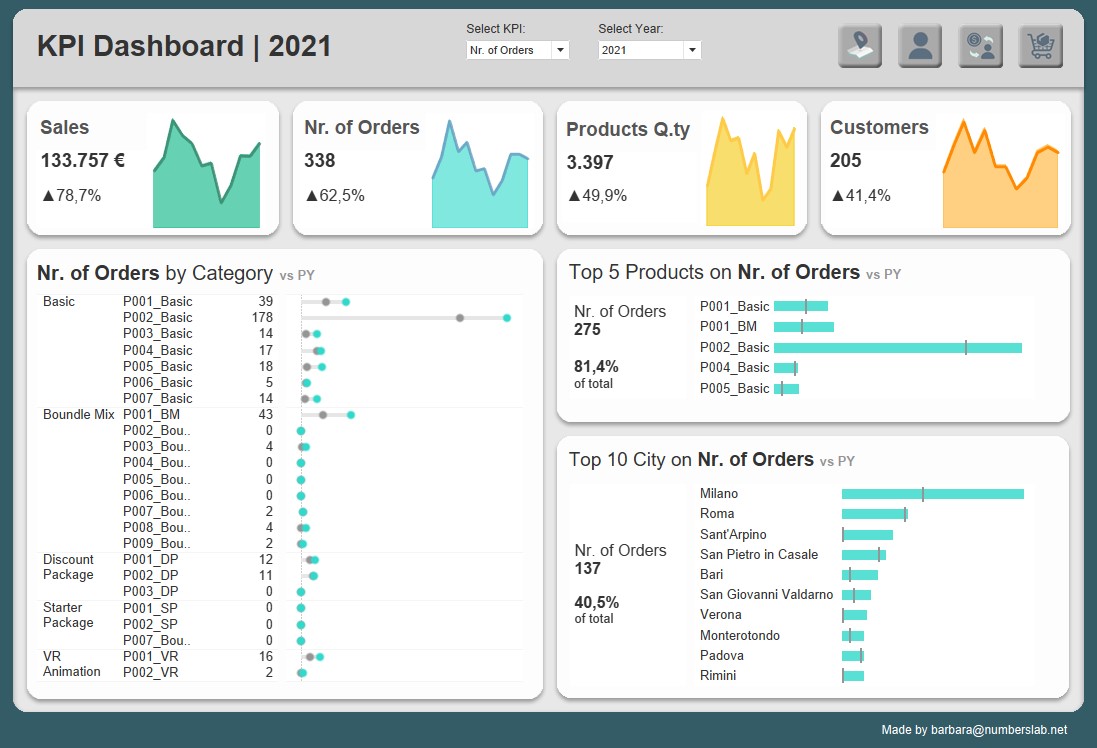 KPI Dashboard | 2021
Select KPI:
Nr. of Orders
Select Year:
2021
Sales
133.757 €
▲78,7%
Nr. of Orders
338
▲62,5%
Products Q.ty
3.397
▲49,9%
Customers
205
▲41,4%
Nr. of Orders by Category vs PY
Basic P001_Basic 39
P002_Basic 178
P003_Basic 14
P004_Basic 17
P005_Basic 18
P006_Basic 5
P007_Basic 14
Boundle Mix P001_BM 43
P002_Bou.. 0
P003_Bou.. 4
P004_Bou.. 0
P005_Bou.. 0
P006_Bou.. 0
P007_Bou.. 2
P008_Bou.. 4
P009_Bou.. 2
Discount P001_DP 12
Package P002_DP 11
P003_DP 0
Starter P001_SP 0
Package P002_SP 0
P007_Bou.. 0
VR P001_VR 16
Animation P002_VR 2
Top 5 Products on Nr. of Orders vs PY
Nr. of Orders
275
81,4%
of total
P001_Basic
P001_BM
P002_Basic
P004_Basic
P005_Basic
Top 10 City on Nr. of Orders vs PY
Nr. of Orders
137
40,5%
of total
Milano
Roma
Sant'Arpino
San Pietro in Casale
Bari
San Giovanni Valdarno
Verona
Monterotondo
Padova
Rimini
Made by barbara@numberslab.net